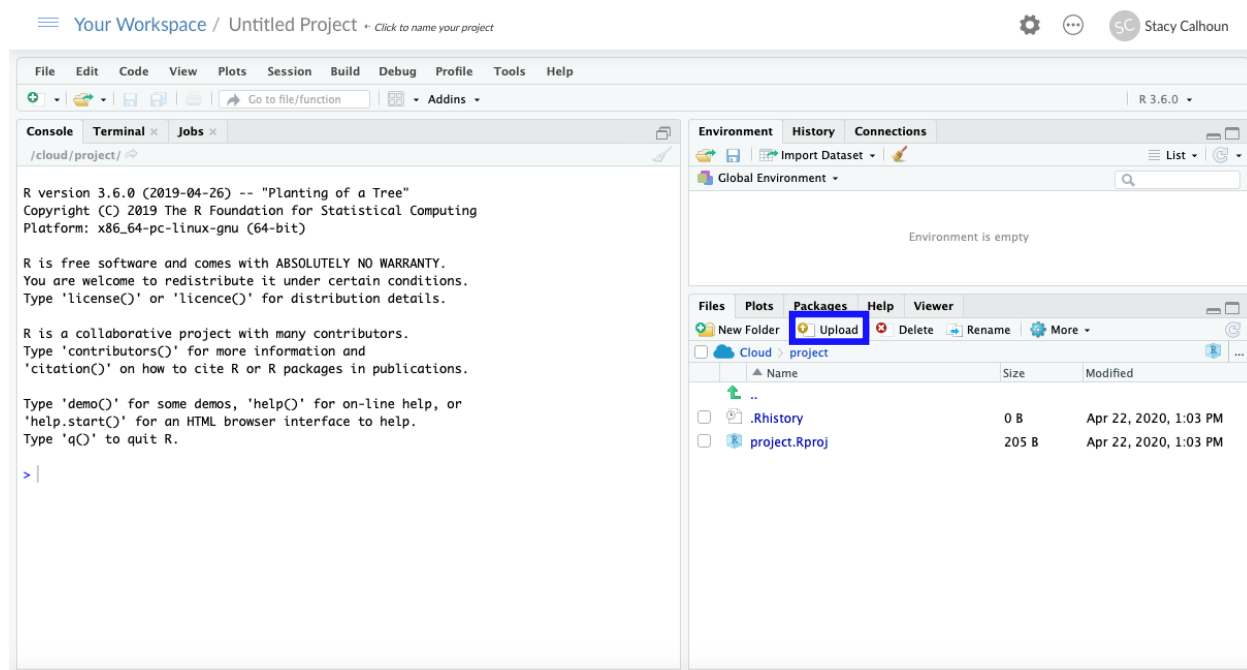 Your Workspace / Untitled Project ← Click to name your project
SC Stacy Calhoun
File Edit Code View Plots Session Build Debug Profile Tools Help
Go to file/function Addins
R 3.6.0
Console Terminal Jobs
/cloud/project/
R version 3.6.0 (2019-04-26) -- "Planting of a Tree"
Copyright (C) 2019 The R Foundation for Statistical Computing
Platform: x86_64-pc-linux-gnu (64-bit)
R is free software and comes with ABSOLUTELY NO WARRANTY.
You are welcome to redistribute it under certain conditions.
Type 'license()' or 'licence()' for distribution details.
R is a collaborative project with many contributors.
Type 'contributors()' for more information and
'citation()' on how to cite R or R packages in publications.
Type 'demo()' for some demos, 'help()' for on-line help, or
'help.start()' for an HTML browser interface to help.
Type 'q()' to quit R.
>
Environment History Connections
Import Dataset List
Global Environment
Environment is empty
Files Plots Packages Help Viewer
New Folder Upload Delete Rename More
Cloud > project R ...
Name Size Modified
..
.Rhistory 0 B Apr 22, 2020, 1:03 PM
R project.Rproj 205 B Apr 22, 2020, 1:03 PM